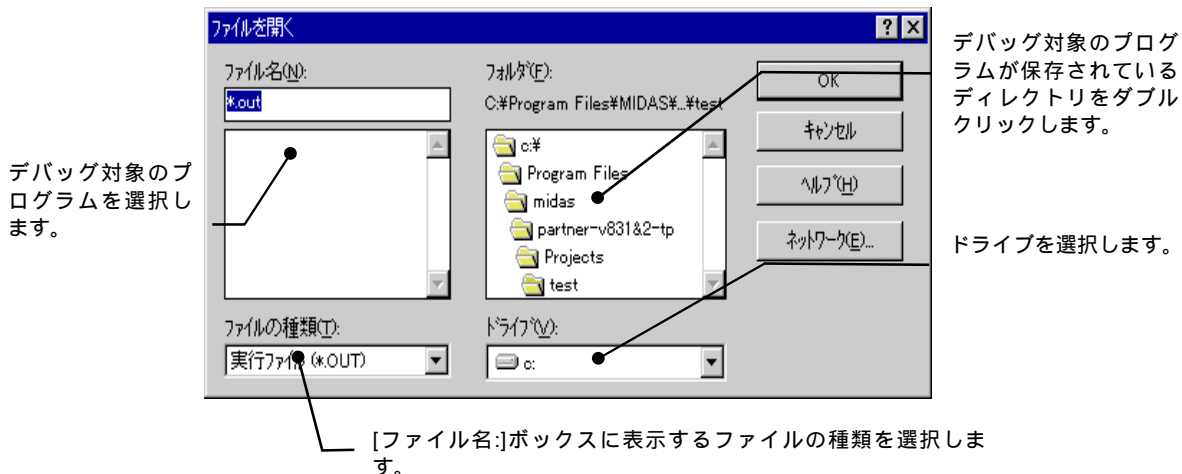 ファイルを開く
ファイル名(N):
*.out
フォルダ(F):
C:¥Program Files¥MIDAS¥...¥test
c:¥
Program Files
midas
partner-v831&2-tp
Projects
test
OK
キャンセル
ヘルプ(H)
ネットワーク(E)...
ファイルの種類(T):
実行ファイル (*.OUT)
ドライブ(V):
c:
デバッグ対象のプ
ログラムを選択し
ます。
デバッグ対象のプログ
ラムが保存されている
ディレクトリをダブル
クリックします。
ドライブを選択します。
[ファイル名:]ボックスに表示するファイルの種類を選択しま
す。